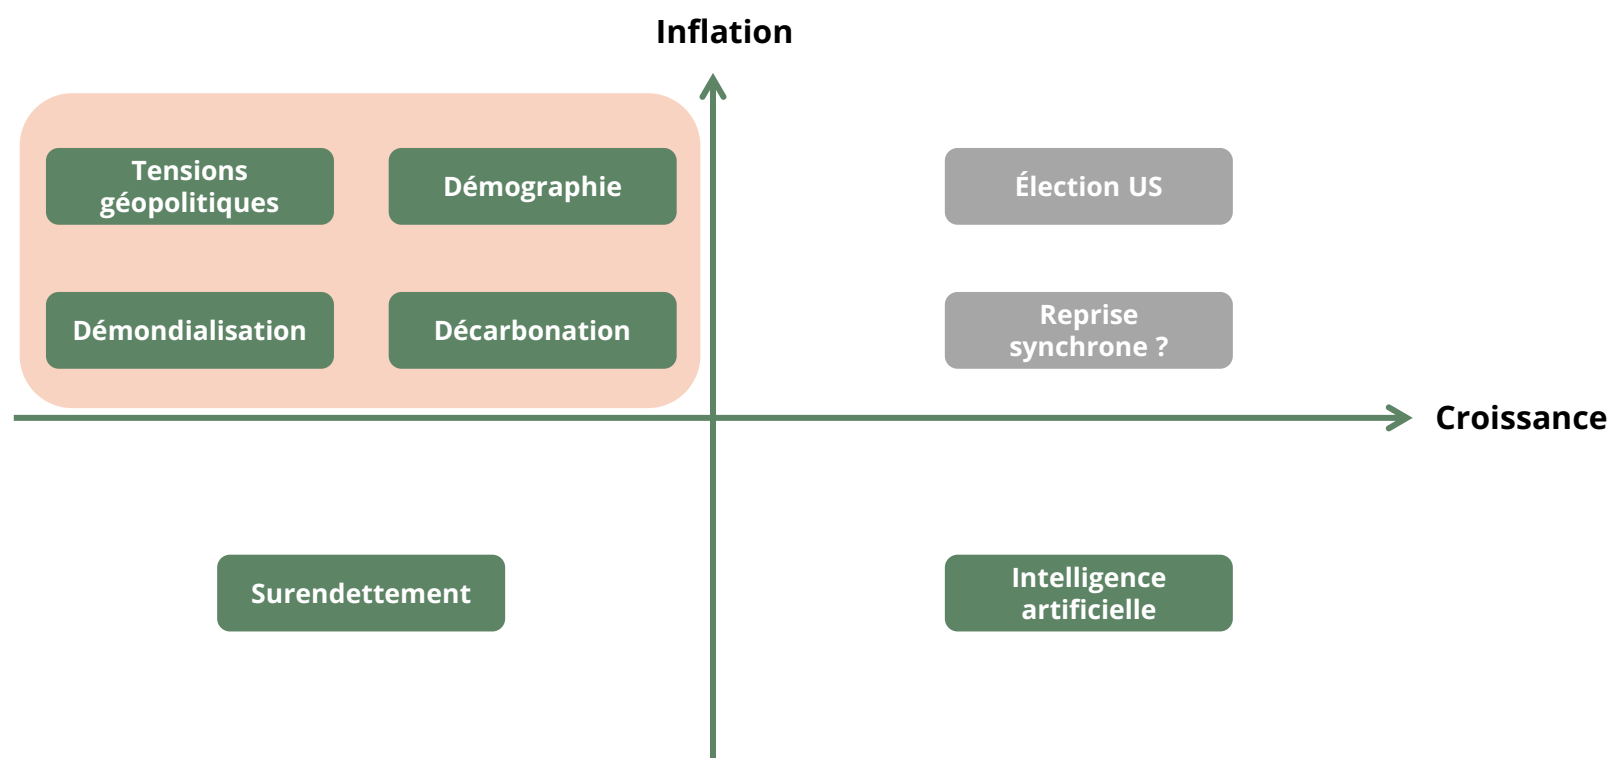 Inflation
Tensions
géopolitiques
Démographie
Élection US
Démondialisation
Décarbonation
Reprise
synchrone ?
Croissance
Surendettement
Intelligence
artificielle